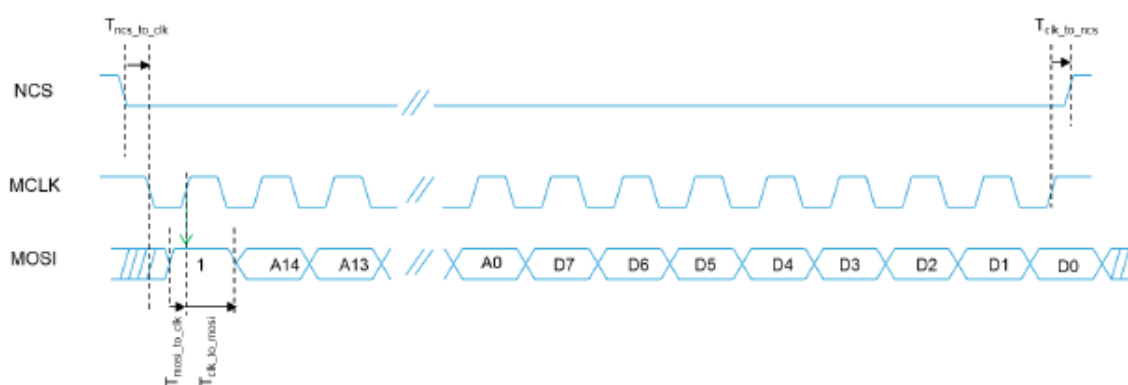 Tncs_to_clk
Tclk_to_ncs
NCS
MCLK
MOSI
1
A14
A13
A0
D7
D6
D5
D4
D3
D2
D1
D0
Tmosi_to_clk
Tclk_to_mosi